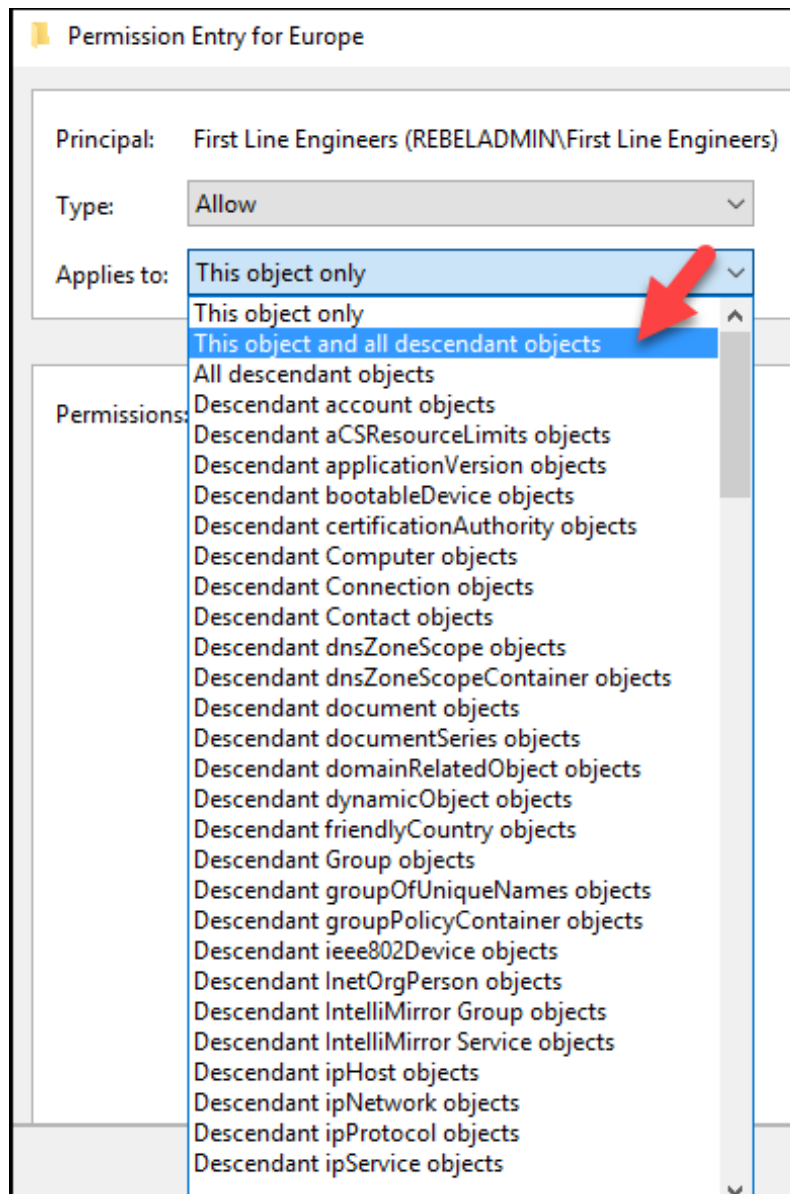 Permission Entry for Europe
Principal: First Line Engineers (REBELADMIN\First Line Engineers)
Type: Allow
Applies to: This object only
This object only
This object and all descendant objects
All descendant objects
Permissions: Descendant account objects
Descendant aCSResourceLimits objects
Descendant applicationVersion objects
Descendant bootableDevice objects
Descendant certificationAuthority objects
Descendant Computer objects
Descendant Connection objects
Descendant Contact objects
Descendant dnsZoneScope objects
Descendant dnsZoneScopeContainer objects
Descendant document objects
Descendant documentSeries objects
Descendant domainRelatedObject objects
Descendant dynamicObject objects
Descendant friendlyCountry objects
Descendant Group objects
Descendant groupOfUniqueNames objects
Descendant groupPolicyContainer objects
Descendant ieee802Device objects
Descendant InetOrgPerson objects
Descendant IntelliMirror Group objects
Descendant IntelliMirror Service objects
Descendant ipHost objects
Descendant ipNetwork objects
Descendant ipProtocol objects
Descendant ipService objects